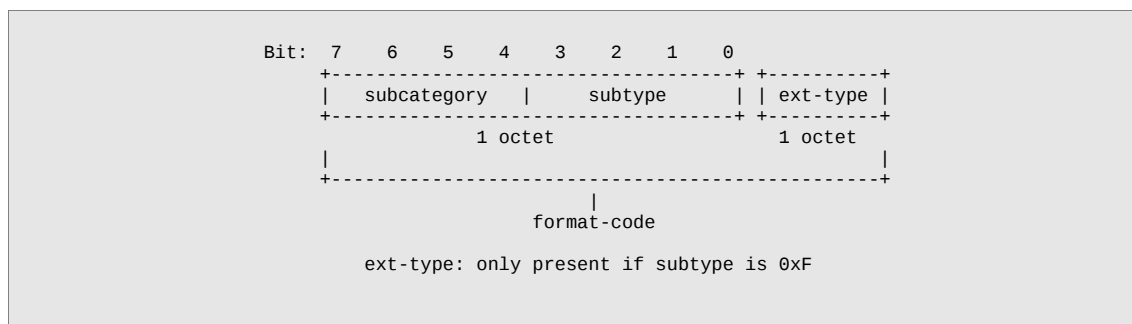 Bit: 7 6 5 4 3 2 1 0
+------------------------------------+ +----------+
| subcategory | subtype | | ext-type |
+------------------------------------+ +----------+
1 octet 1 octet
| |
+-------------------------------------------------+
|
format-code
ext-type: only present if subtype is 0xF